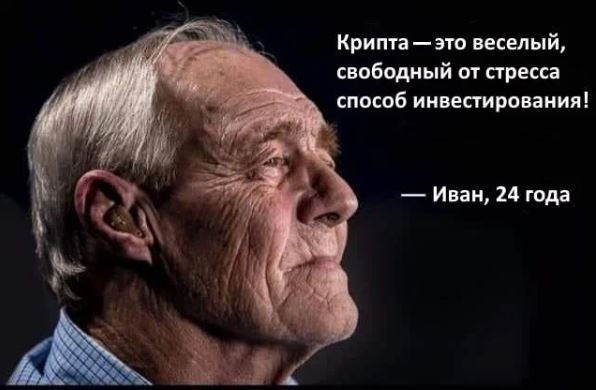 Крипта — это веселый,
свободный от стресса
способ инвестирования!
— Иван, 24 года